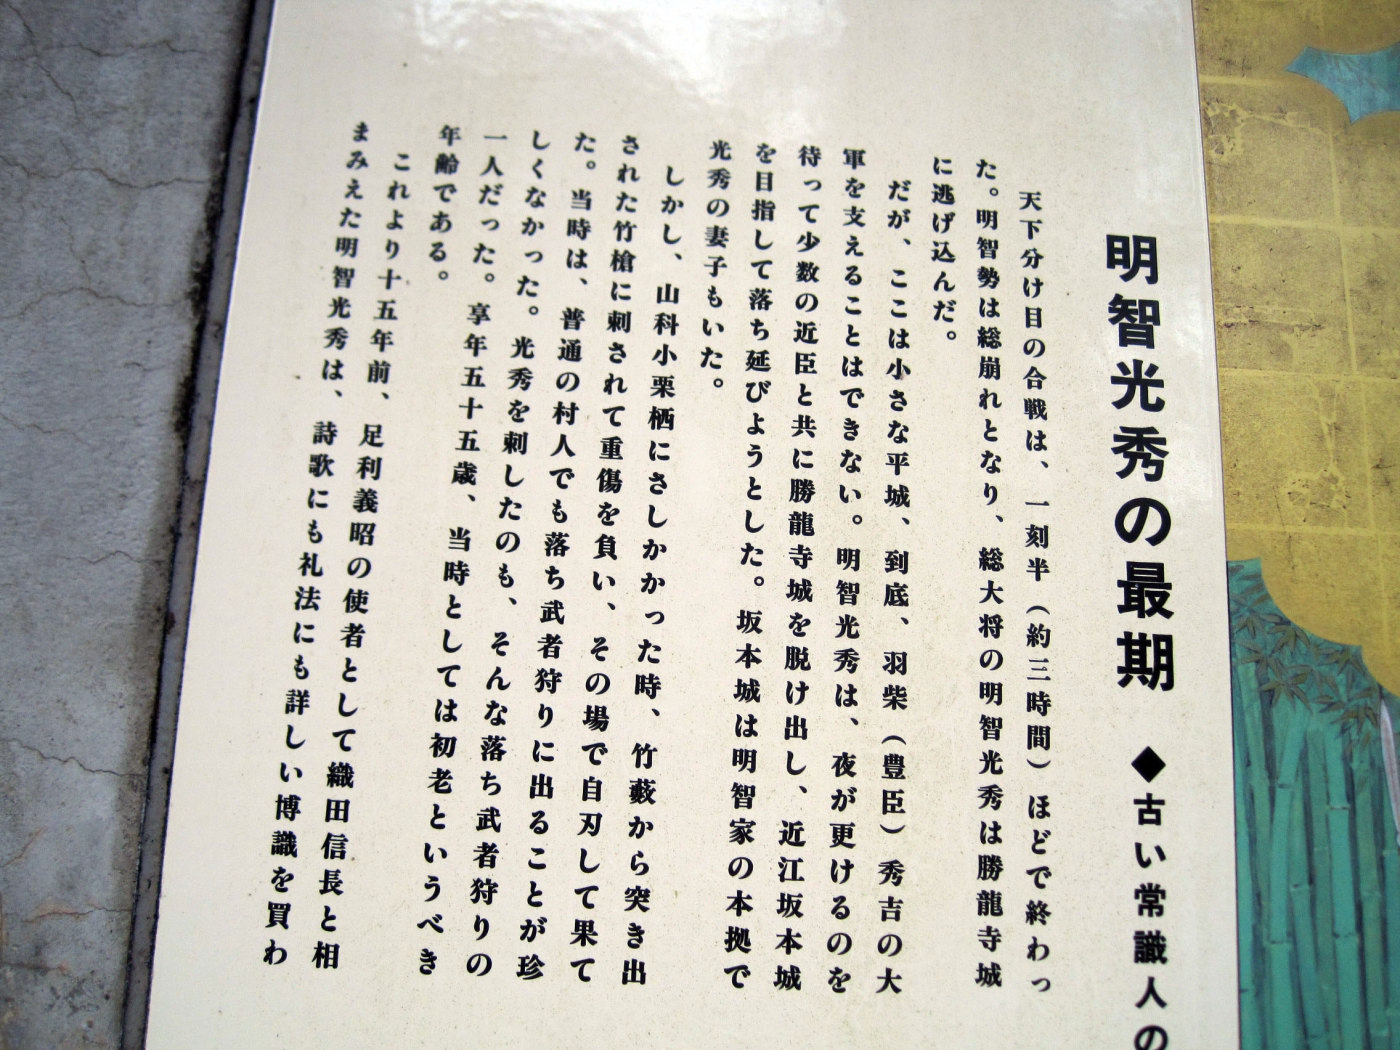 明智光秀の最期 ◆古い常識人の
天下分け目の合戦は、一刻半（約三時間）ほどで終わっ
た。明智勢は総崩れとなり、総大将の明智光秀は勝龍寺城
に逃げ込んだ。
だが、ここは小さな平城、到底、羽柴（豊臣）秀吉の大
軍を支えることはできない。明智光秀は、夜が更けるのを
待って少数の近臣と共に勝龍寺城を脱け出し、近江坂本城
を目指して落ち延びようとした。坂本城は明智家の本拠で
光秀の妻子もいた。
しかし、山科小栗栖にさしかかった時、竹藪から突き出
された竹槍に刺されて重傷を負い、その場で自刃して果て
た。当時は、普通の村人でも落ち武者狩りに出ることが珍
しくなかった。光秀を刺したのも、そんな落ち武者狩りの
一人だった。享年五十五歳、当時としては初老というべき
年齢である。
これより十五年前、足利義昭の使者として織田信長と相
まみえた明智光秀は、詩歌にも礼法にも詳しい博識を買わ